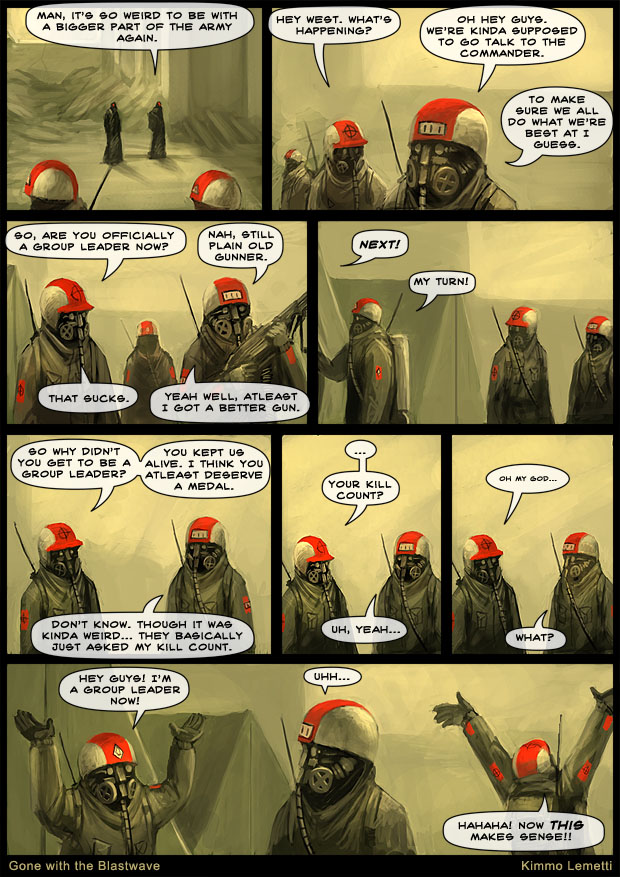 MAN, IT'S SO WEIRD TO BE WITH
A BIGGER PART OF THE ARMY
AGAIN.
HEY WEST. WHAT'S
HAPPENING?
OH HEY GUYS.
WE'RE KINDA SUPPOSED
TO GO TALK TO THE
COMMANDER.
TO MAKE
SURE WE ALL
DO WHAT WE'RE
BEST AT I
GUESS.
SO, ARE YOU OFFICIALLY
A GROUP LEADER NOW?
NAH, STILL
PLAIN OLD
GUNNER.
THAT SUCKS.
YEAH WELL, ATLEAST
I GOT A BETTER GUN.
NEXT!
MY TURN!
SO WHY DIDN'T
YOU GET TO BE A
GROUP LEADER?
YOU KEPT US
ALIVE. I THINK YOU
ATLEAST DESERVE
A MEDAL.
DON'T KNOW. THOUGH IT WAS
KINDA WEIRD... THEY BASICALLY
JUST ASKED MY KILL COUNT.
...
YOUR KILL
COUNT?
UH, YEAH...
OH MY GOD...
WHAT?
HEY GUYS! I'M
A GROUP LEADER
NOW!
UHH...
HAHAHA! NOW THIS
MAKES SENSE!!
Gone with the Blastwave
Kimmo Lemetti